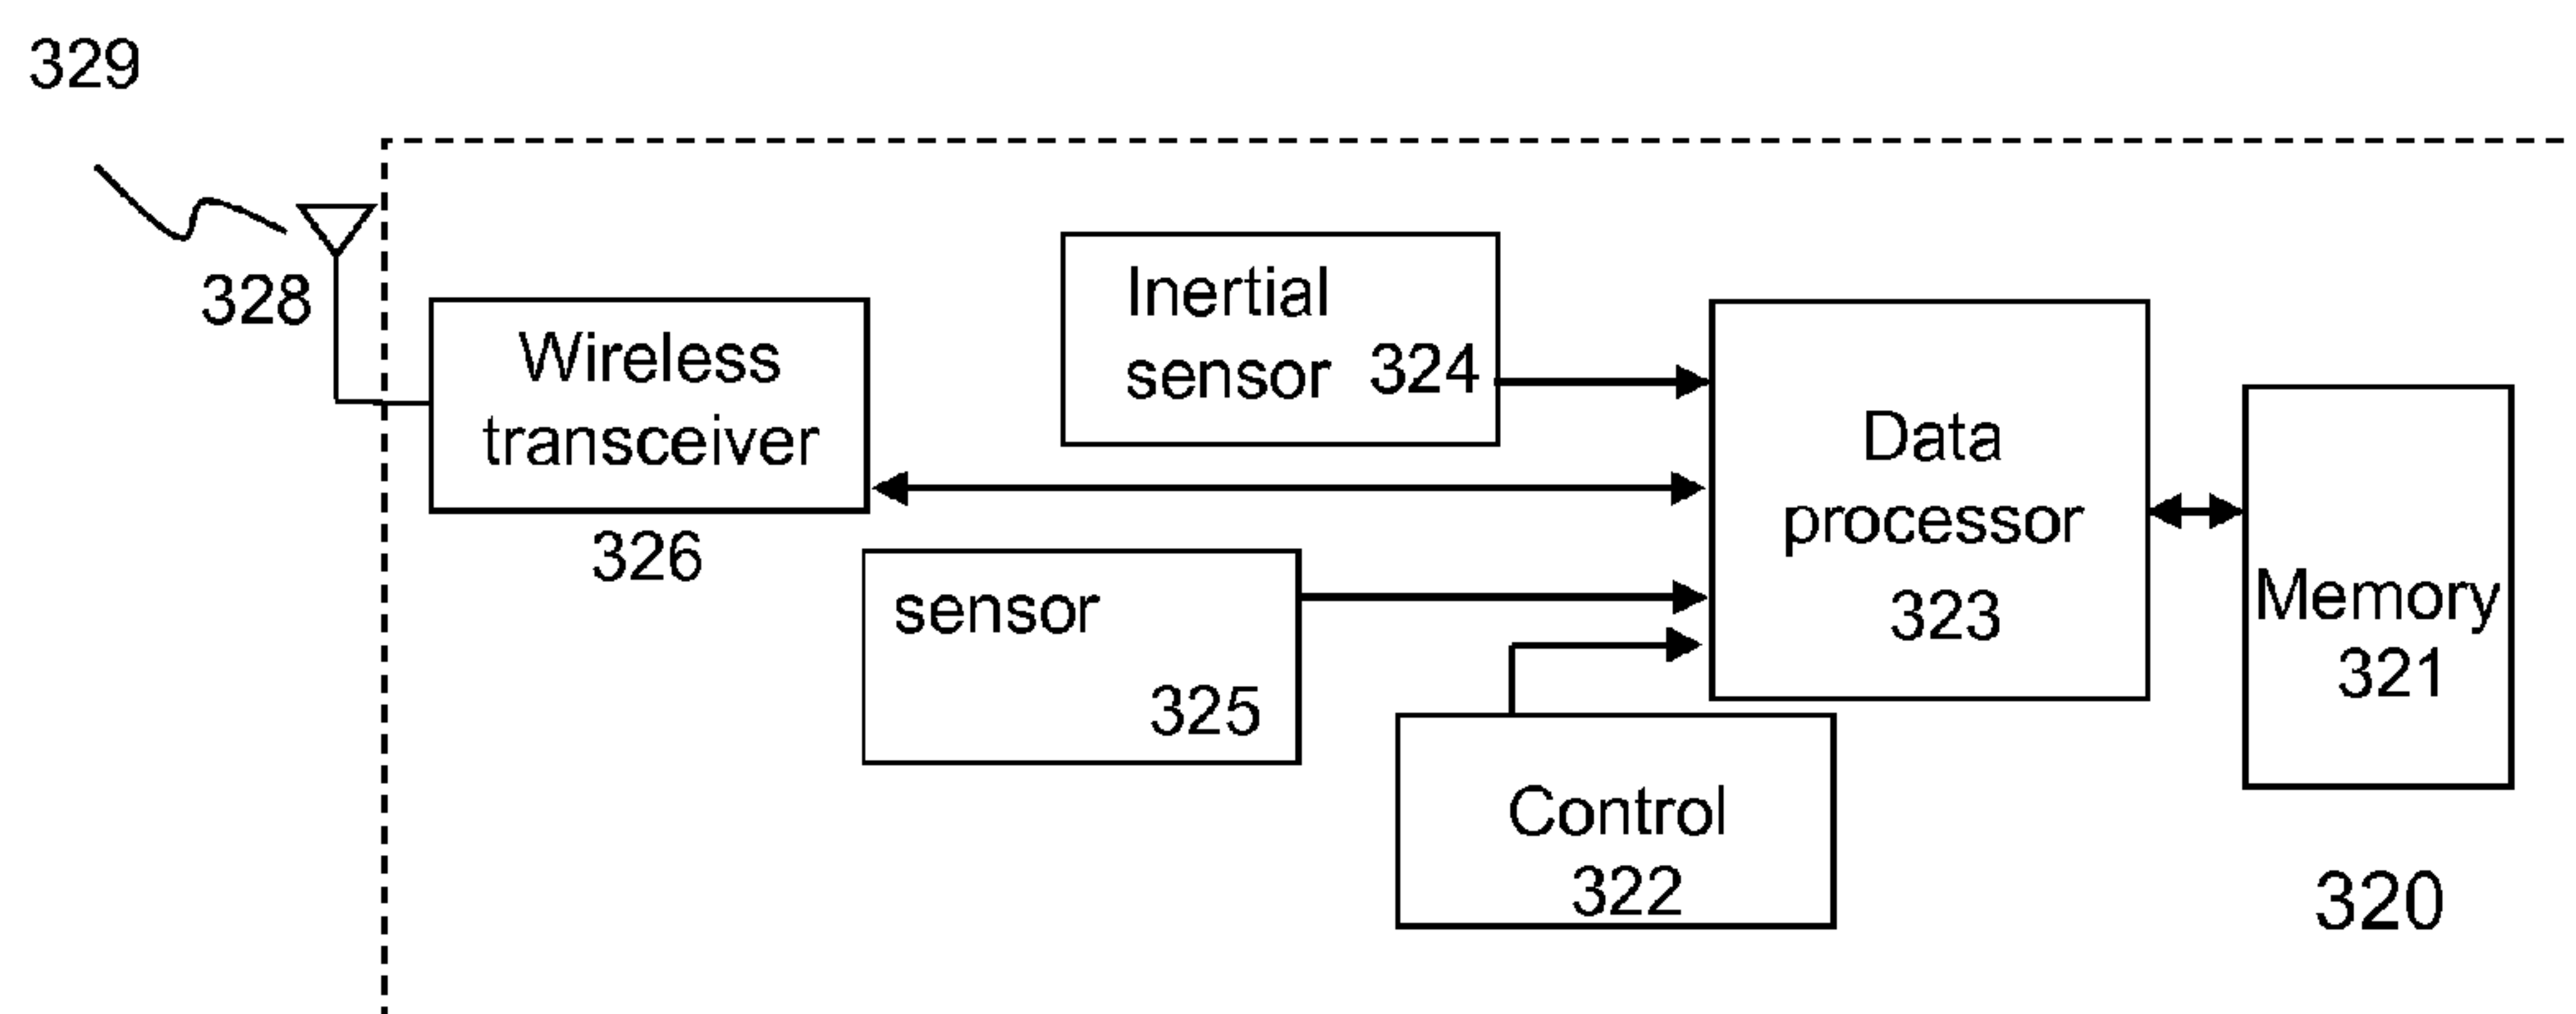 329
328
Wireless
transceiver
326
Inertial
sensor 324
sensor
325
Data
processor
323
Control
322
Memory
321
320